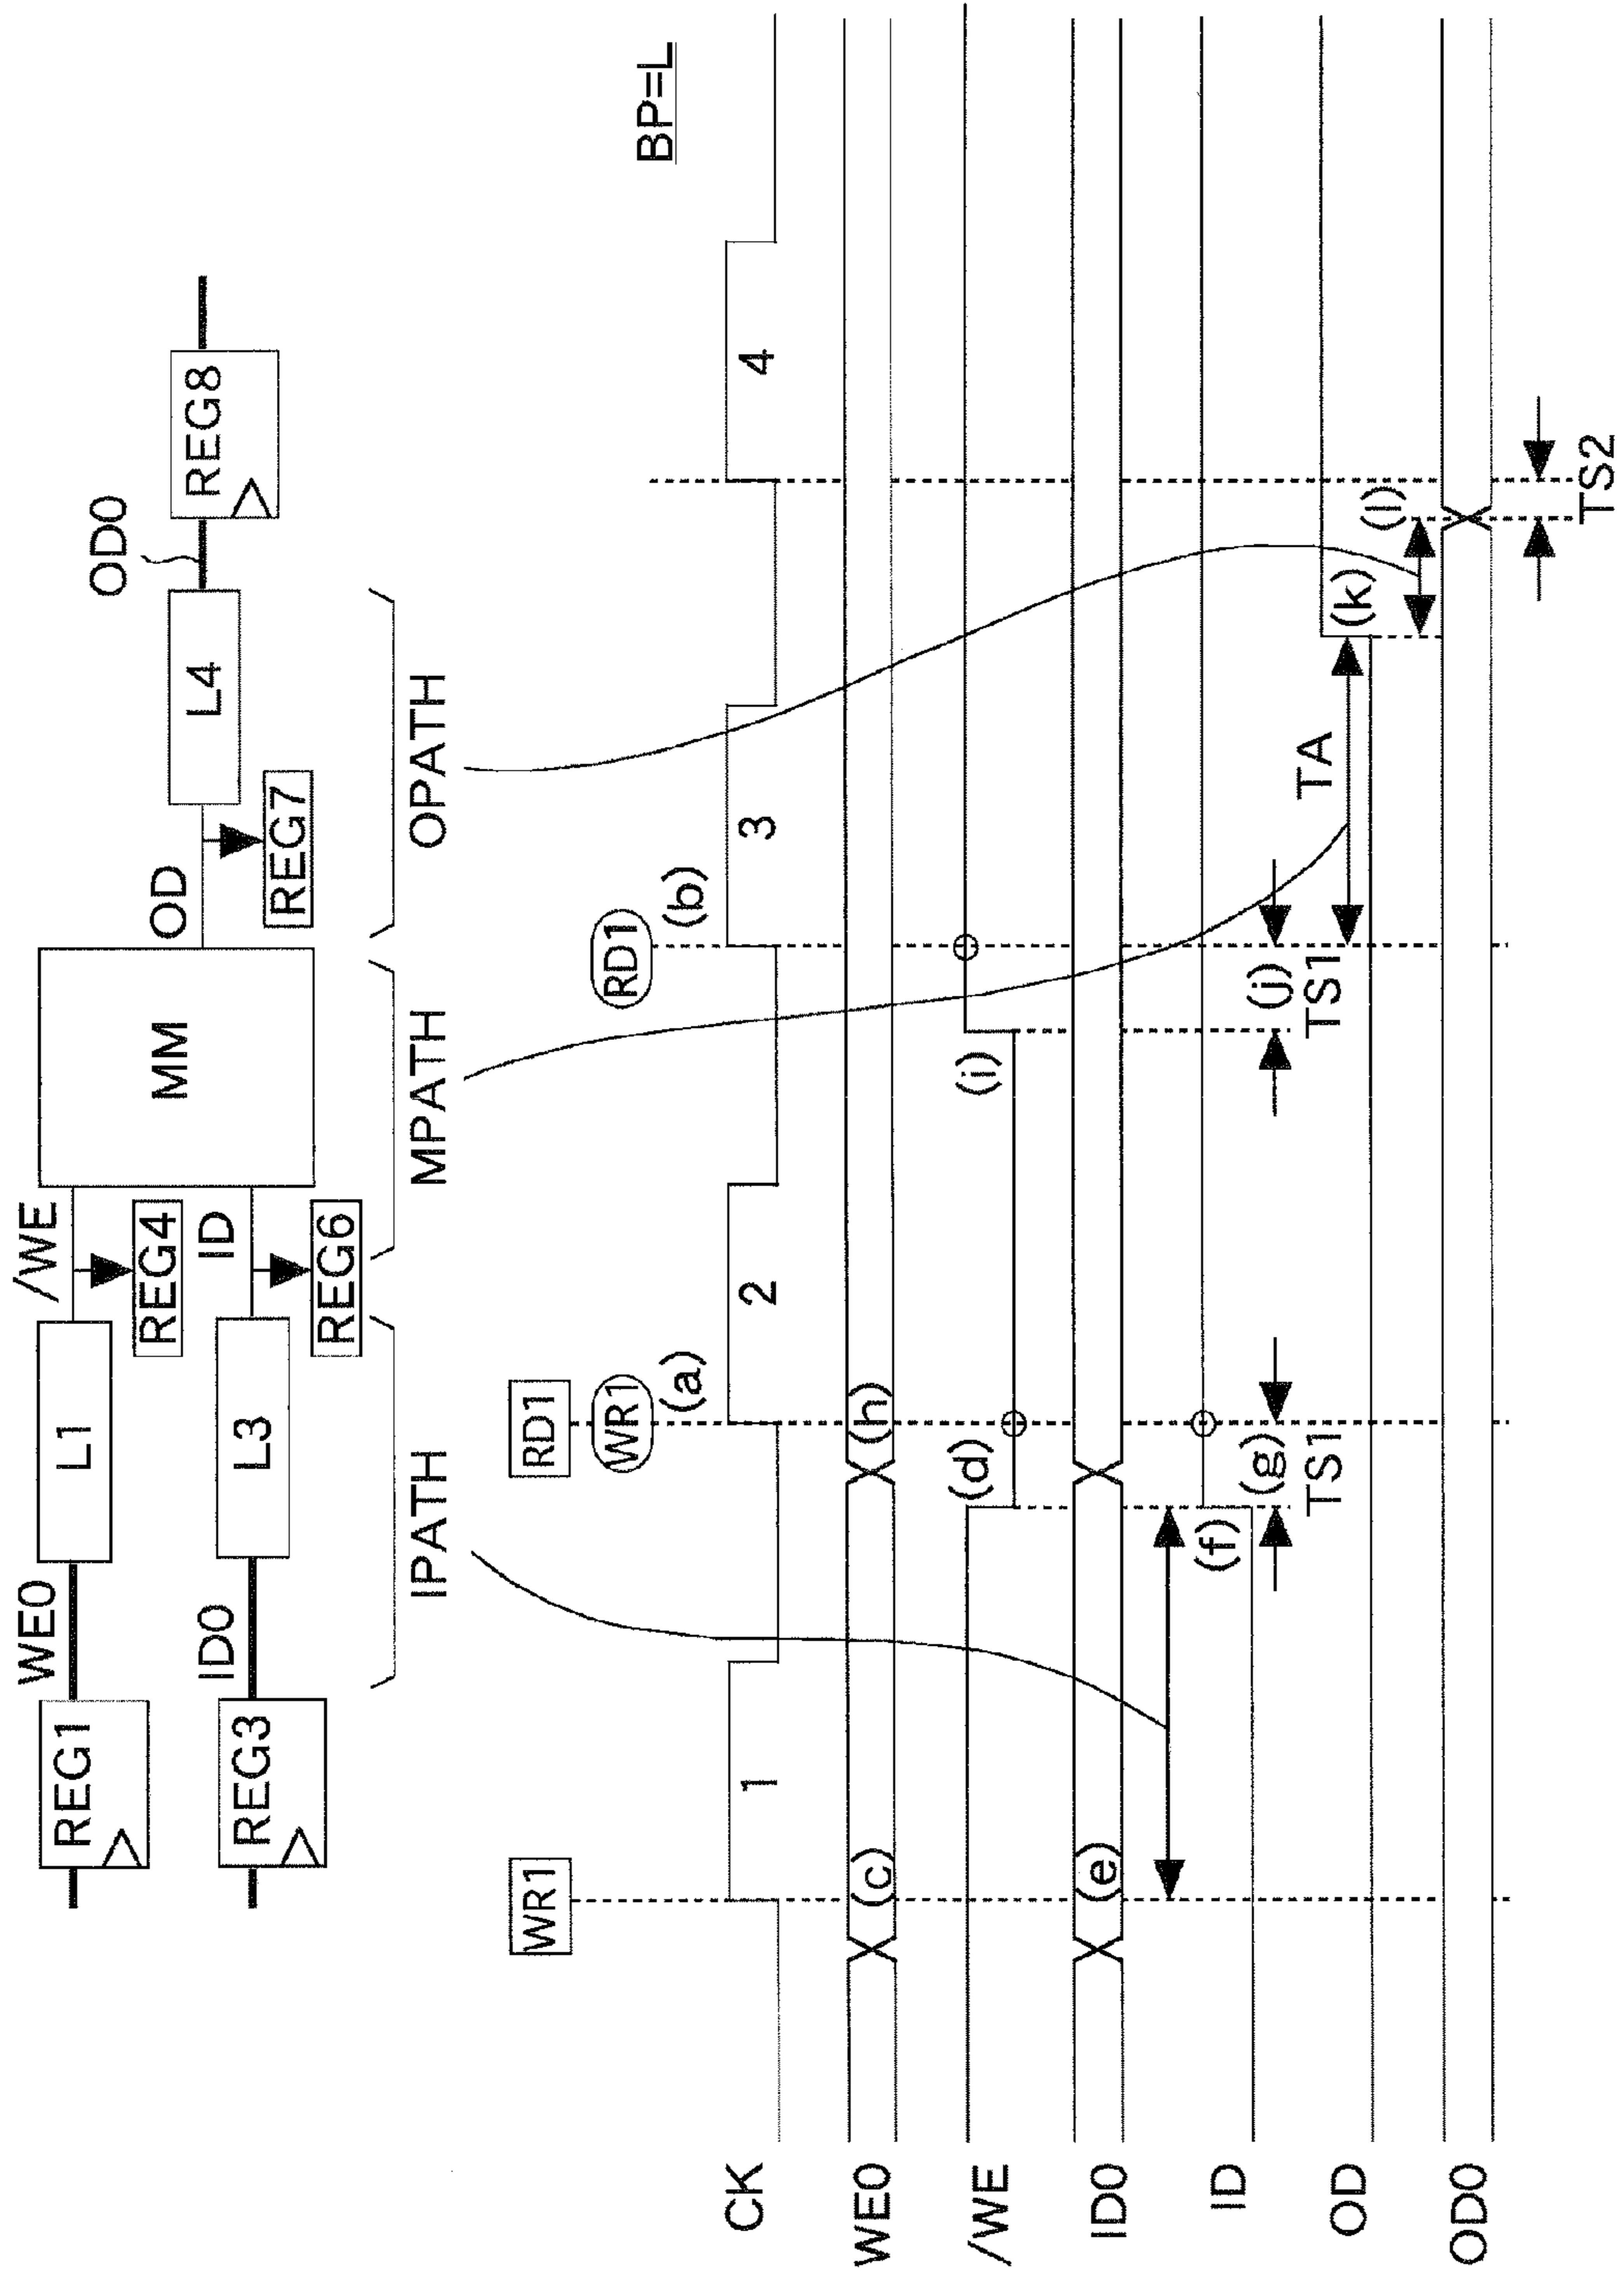 WE0
/WE
REG1
L1
REG4
MM
OD
OD0
L4
REG8
REG7
ID0
ID
REG3
L3
REG6
IPATH
MPATH
OPATH
WR1
RD1
WR1
RD1
BP=L
(a)
(b)
CK
1
2
3
4
WE0
(c)
(h)
/WE
(d)
(i)
ID0
(e)
ID
(f)
(g)
TS1
(j)
TS1
OD
TA
(k)
OD0
(l)
TS2